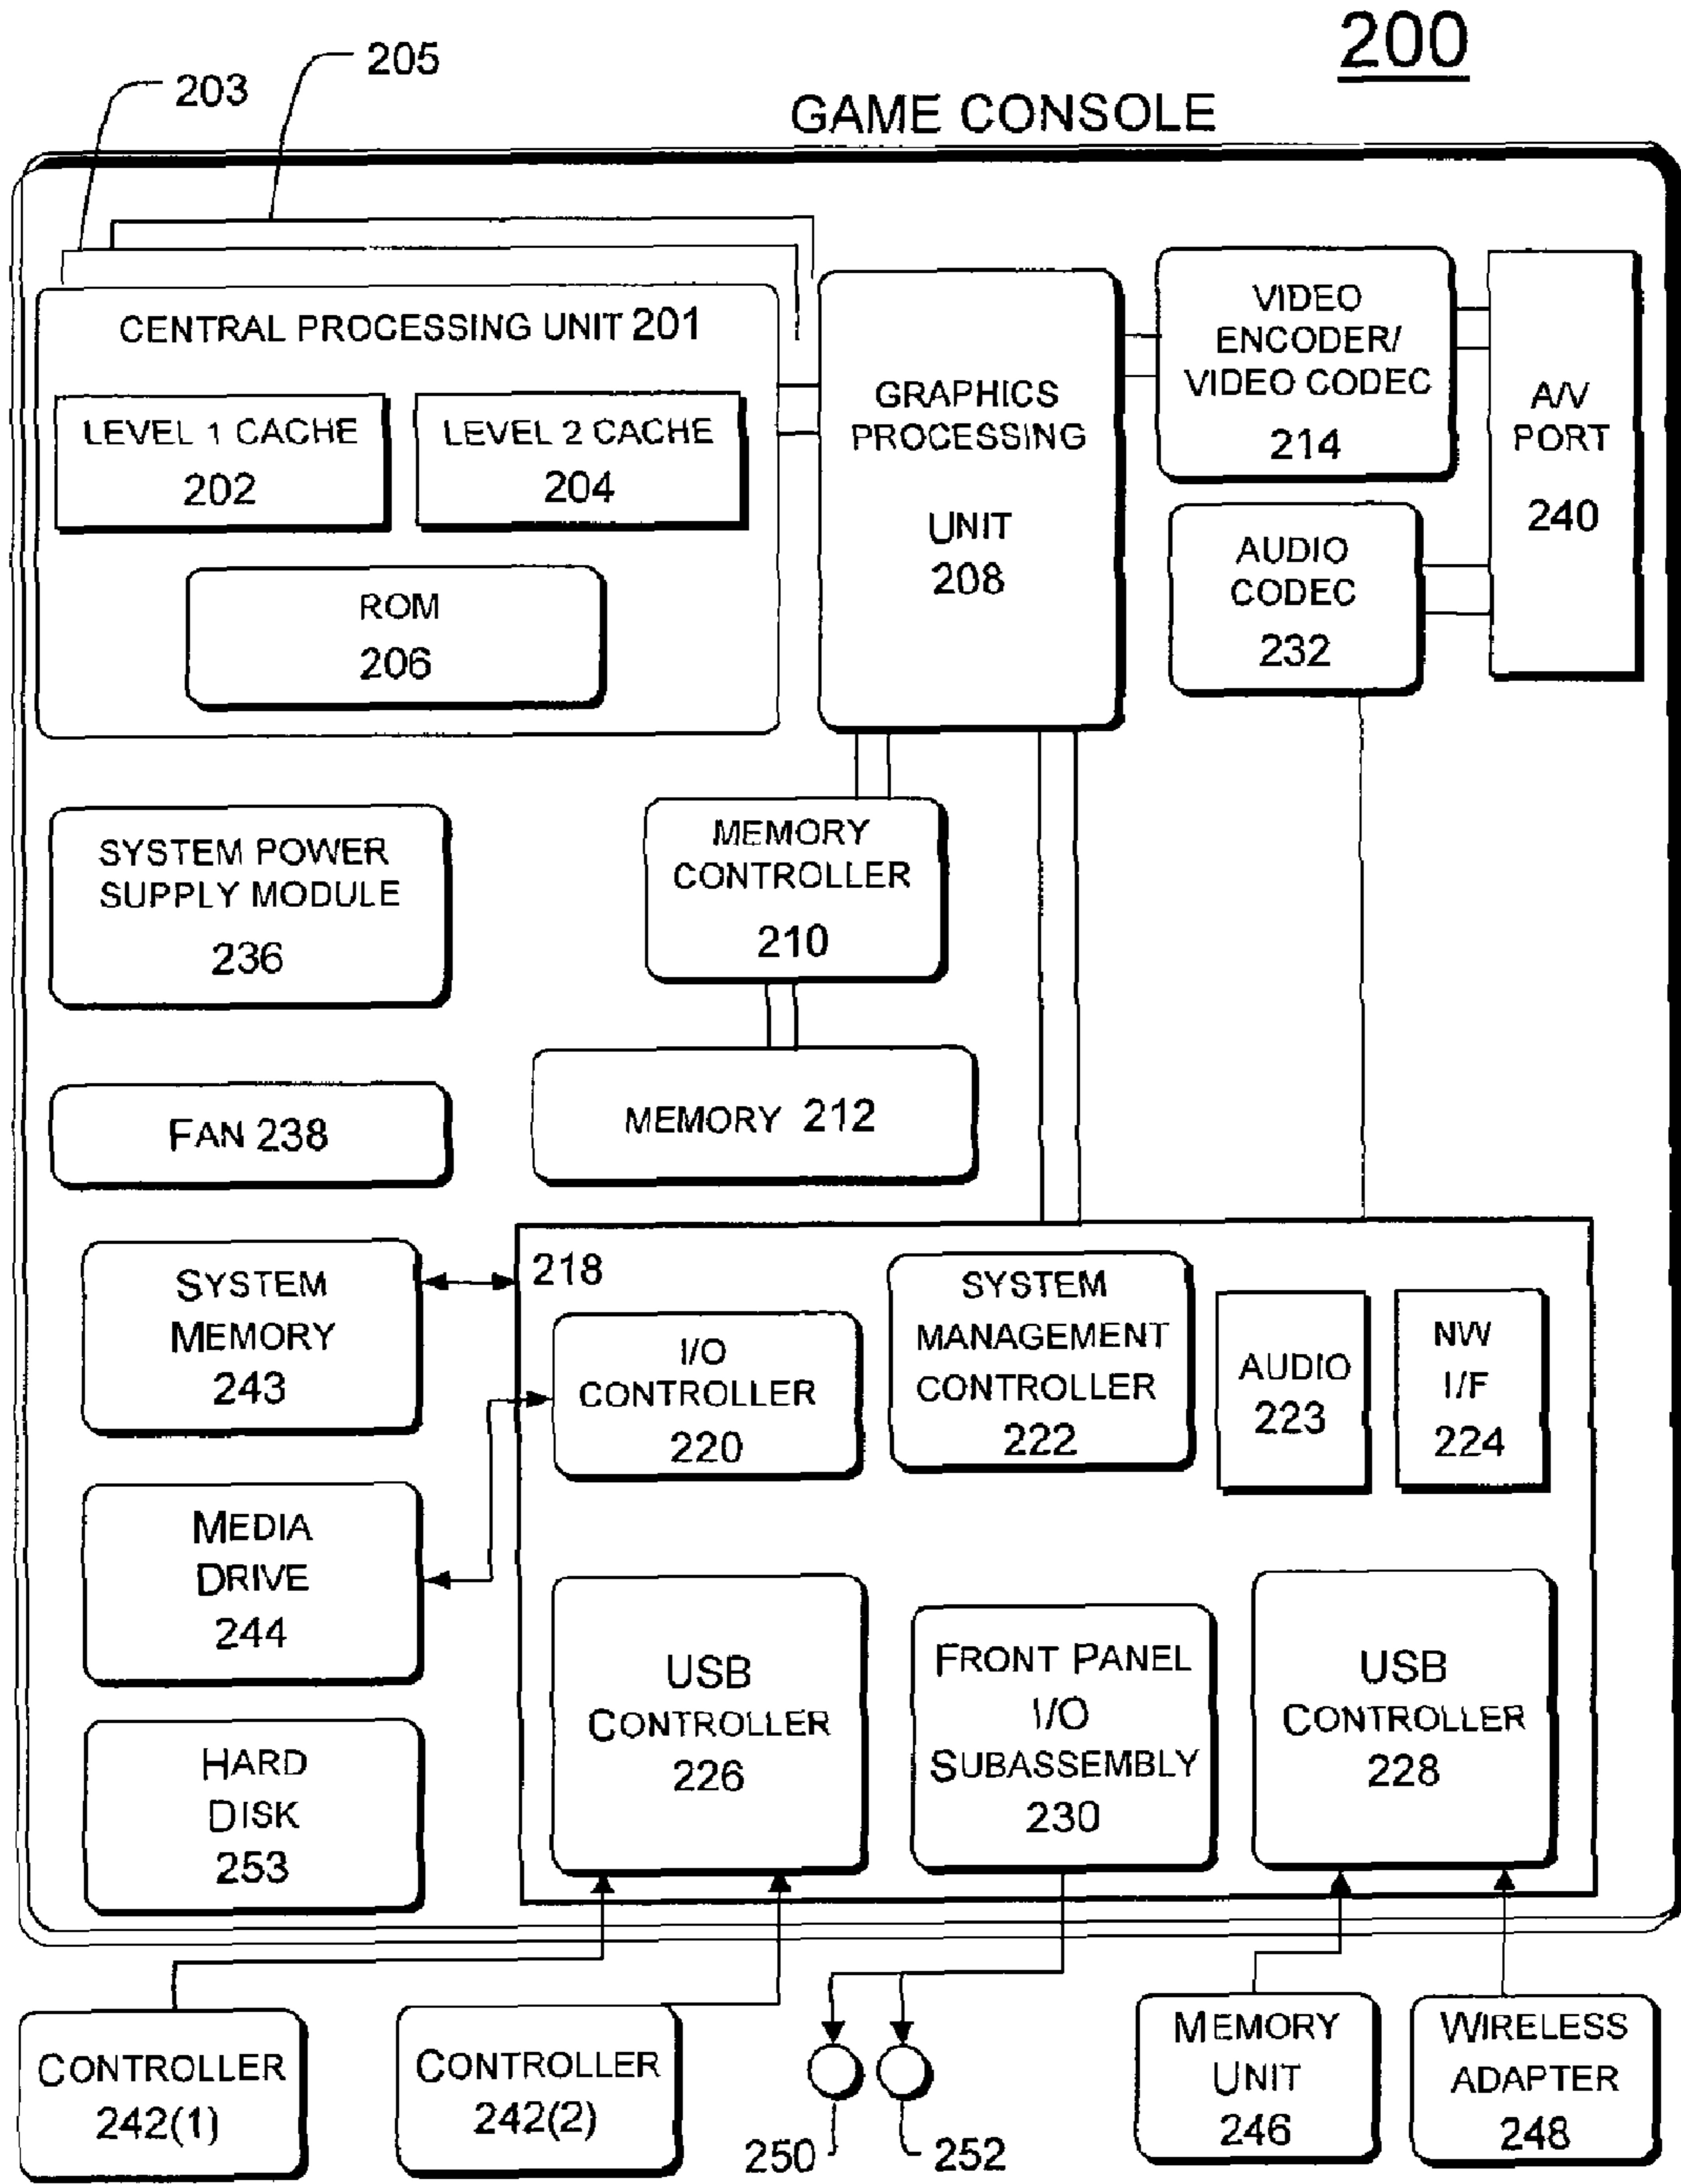 200
205
203
GAME CONSOLE
CENTRAL PROCESSING UNIT 201
LEVEL 1 CACHE
202
LEVEL 2 CACHE
204
ROM
206
GRAPHICS
PROCESSING
UNIT
208
VIDEO
ENCODER/
VIDEO CODEC
214
A/V
PORT
240
AUDIO
CODEC
232
SYSTEM POWER
SUPPLY MODULE
236
MEMORY
CONTROLLER
210
FAN 238
MEMORY 212
SYSTEM
MEMORY
243
218
I/O
CONTROLLER
220
SYSTEM
MANAGEMENT
CONTROLLER
222
AUDIO
223
NW
I/F
224
MEDIA
DRIVE
244
USB
CONTROLLER
226
FRONT PANEL
I/O
SUBASSEMBLY
230
USB
CONTROLLER
228
HARD
DISK
253
CONTROLLER
242(1)
CONTROLLER
242(2)
250
252
MEMORY
UNIT
246
WIRELESS
ADAPTER
248